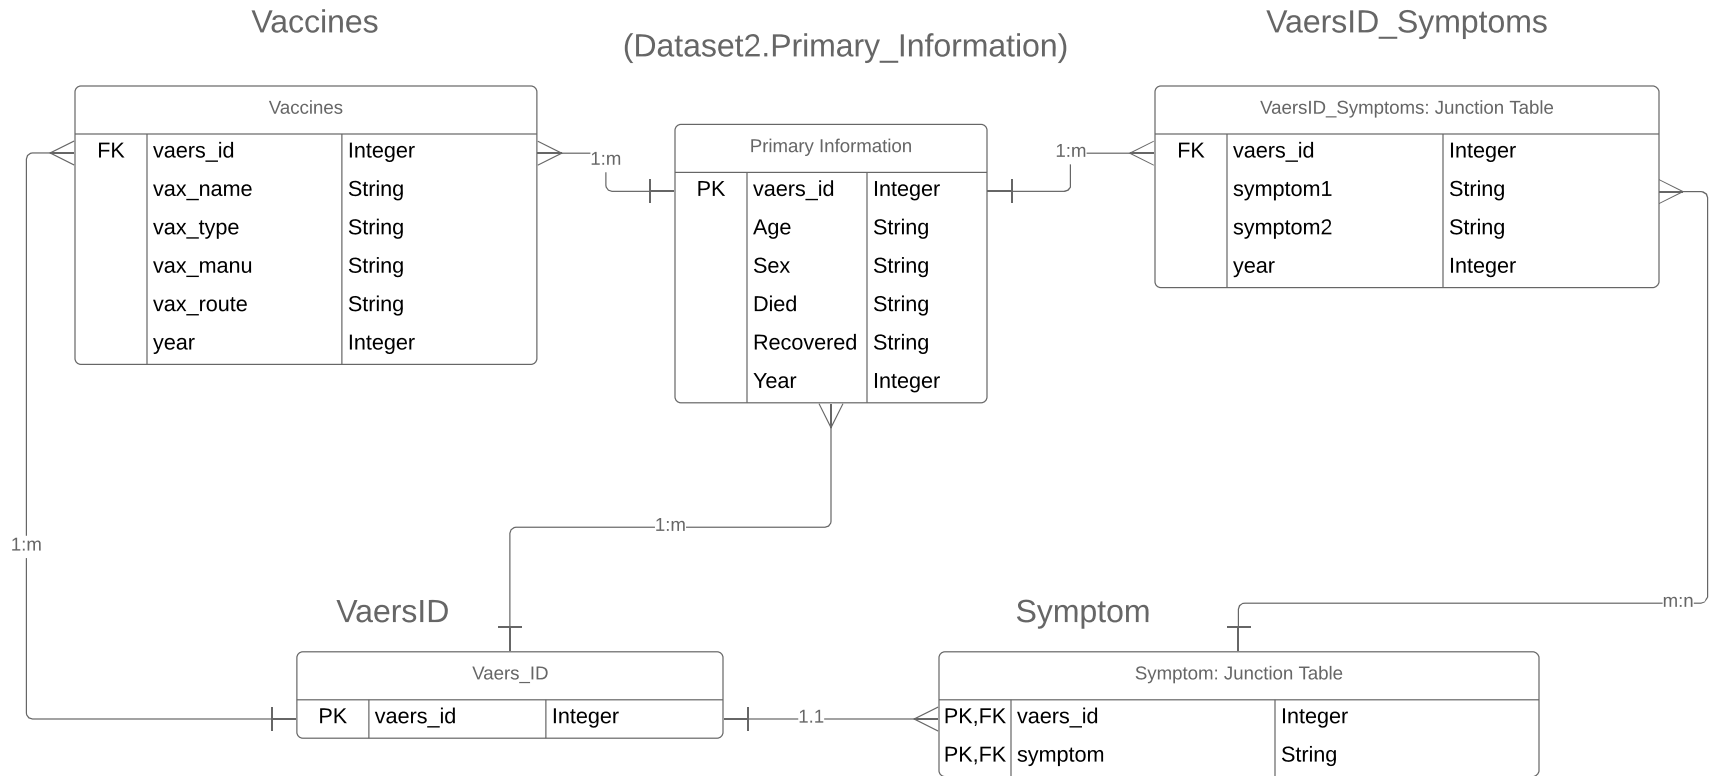 Vaccines
(Dataset2.Primary_Information)
VaersID_Symptoms
Vaccines
FK vaers_id Integer
vax_name String
vax_type String
vax_manu String
vax_route String
year Integer
1:m
Primary Information
PK vaers_id Integer
Age String
Sex String
Died String
Recovered String
Year Integer
1:m
VaersID_Symptoms: Junction Table
FK vaers_id Integer
symptom1 String
symptom2 String
year Integer
1:m
1:m
m:n
VaersID
Vaers_ID
PK vaers_id Integer
1.1
Symptom
Symptom: Junction Table
PK,FK vaers_id Integer
PK,FK symptom String